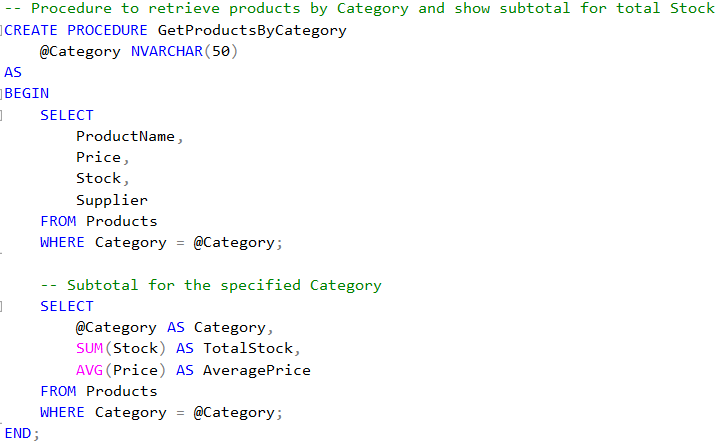 -- Procedure to retrieve products by Category and show subtotal for total Stock
CREATE PROCEDURE GetProductsByCategory
    @Category NVARCHAR(50)
AS
BEGIN
    SELECT
        ProductName,
        Price,
        Stock,
        Supplier
    FROM Products
    WHERE Category = @Category;

    -- Subtotal for the specified Category
    SELECT
        @Category AS Category,
        SUM(Stock) AS TotalStock,
        AVG(Price) AS AveragePrice
    FROM Products
    WHERE Category = @Category;
END;